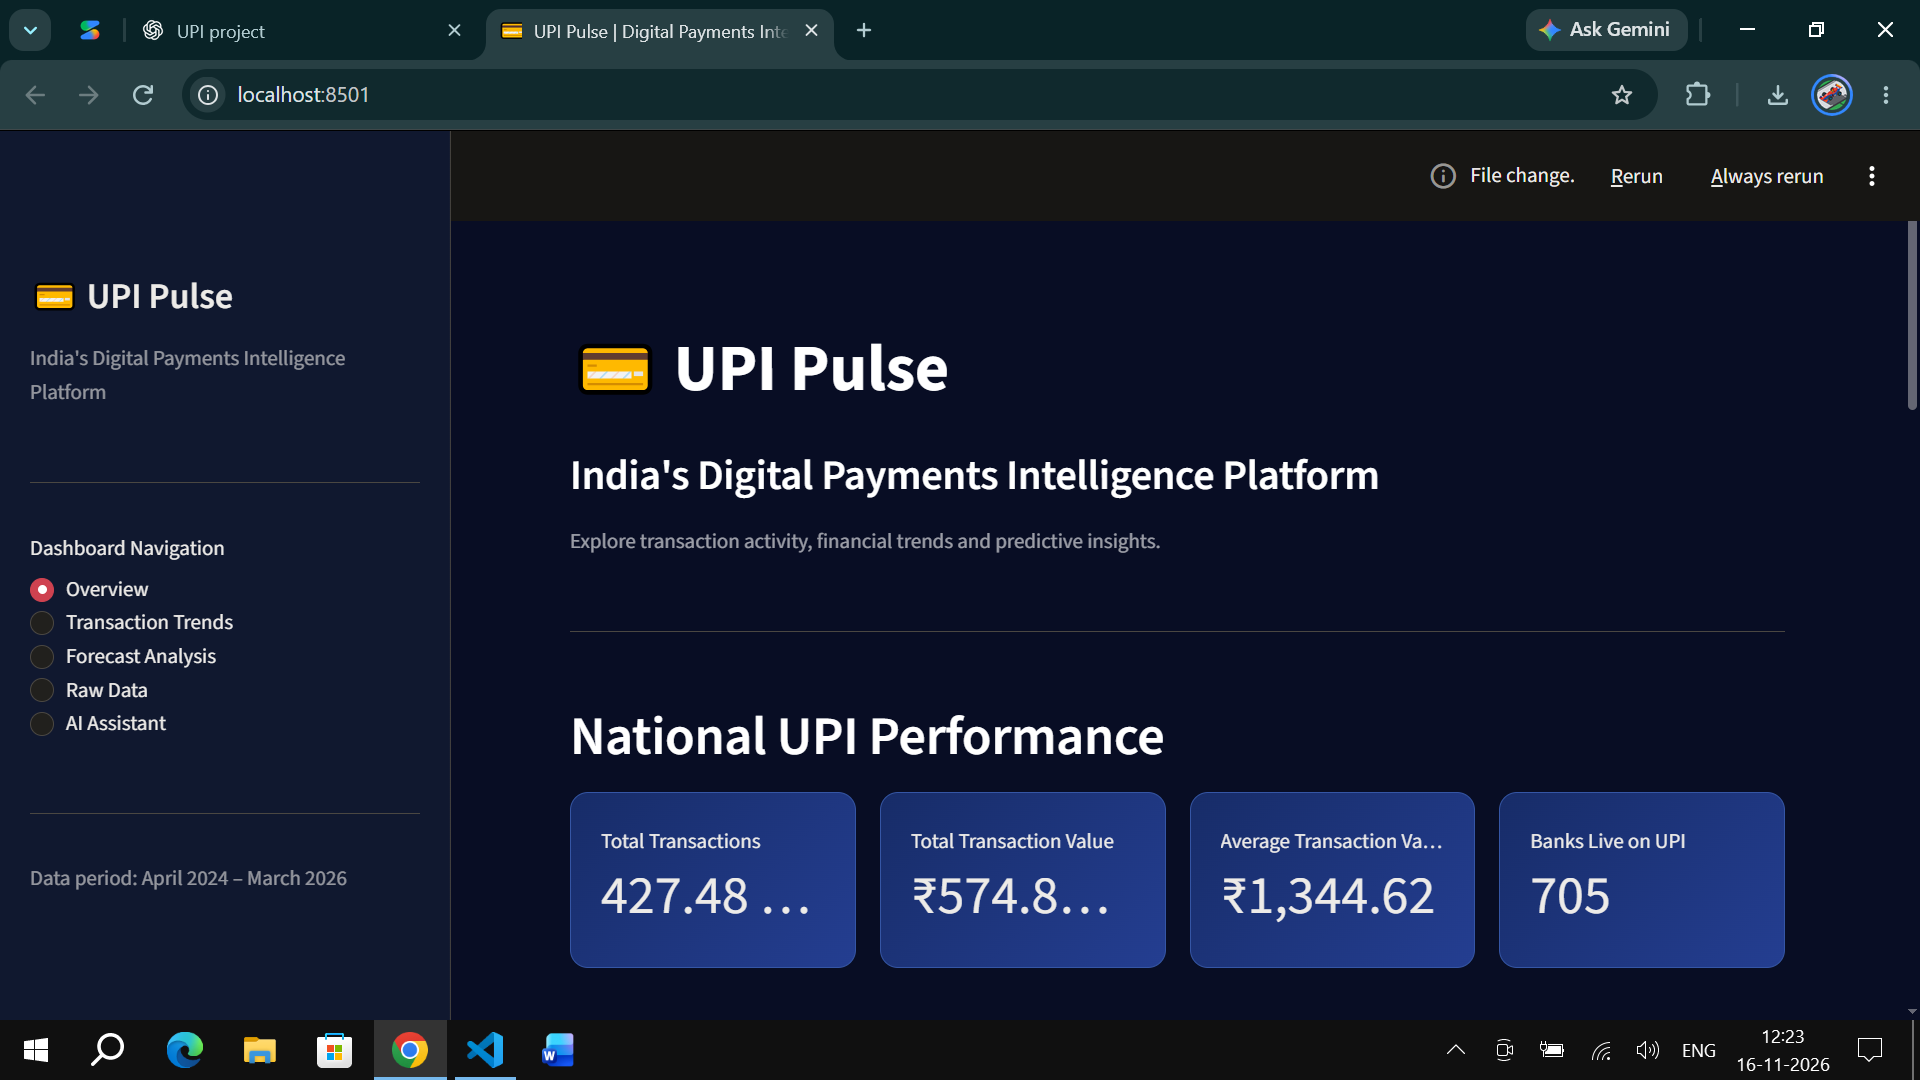 UPI project
UPI Pulse | Digital Payments Inte
Ask Gemini
localhost:8501
File change.
Rerun
Always rerun
UPI Pulse
India's Digital Payments Intelligence
Platform
Dashboard Navigation
Overview
Transaction Trends
Forecast Analysis
Raw Data
AI Assistant
Data period: April 2024 – March 2026
UPI Pulse
India's Digital Payments Intelligence Platform
Explore transaction activity, financial trends and predictive insights.
National UPI Performance
Total Transactions
427.48 …
Total Transaction Value
₹574.8…
Average Transaction Va…
₹1,344.62
Banks Live on UPI
705
W
ENG
12:23
16-11-2026